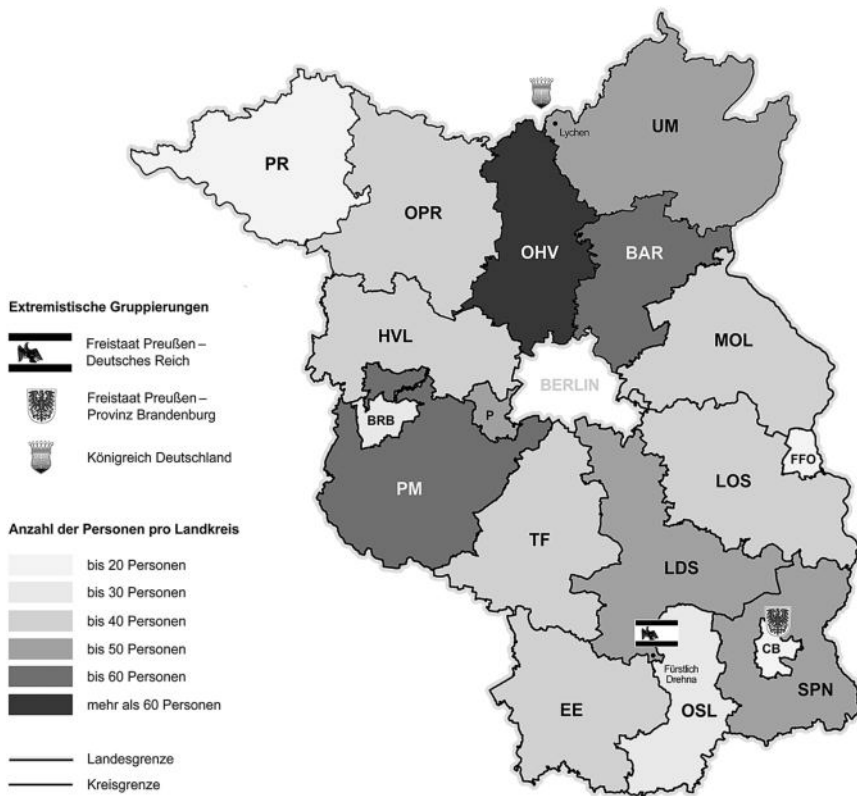 UM
Lychen
PR
OPR
OHV
BAR
Extremistische Gruppierungen
Freistaat Preußen –
Deutsches Reich
Freistaat Preußen –
Provinz Brandenburg
Königreich Deutschland
HVL
MOL
BERLIN
P
BRB
FFO
LOS
PM
TF
LDS
Anzahl der Personen pro Landkreis
bis 20 Personen
bis 30 Personen
bis 40 Personen
bis 50 Personen
bis 60 Personen
mehr als 60 Personen
CB
Fürstlich
Drehna
SPN
EE
OSL
Landesgrenze
Kreisgrenze